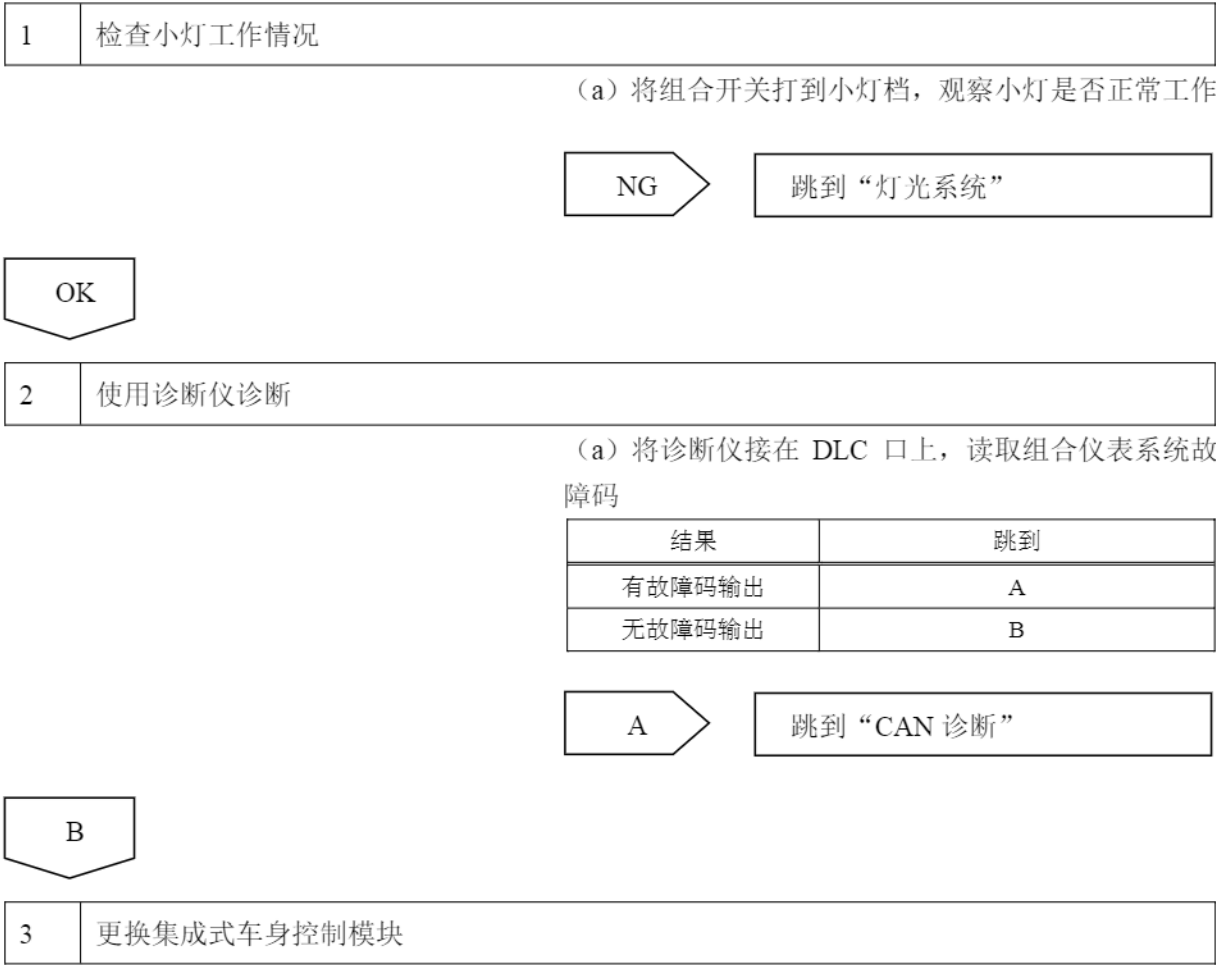 1 检查小灯工作情况
（a）将组合开关打到小灯档，观察小灯是否正常工作
NG 跳到“灯光系统”
OK
2 使用诊断仪诊断
（a）将诊断仪接在 DLC 口上，读取组合仪表系统故
障码
结果 跳到
有故障码输出 A
无故障码输出 B
A 跳到“CAN 诊断”
B
3 更换集成式车身控制模块